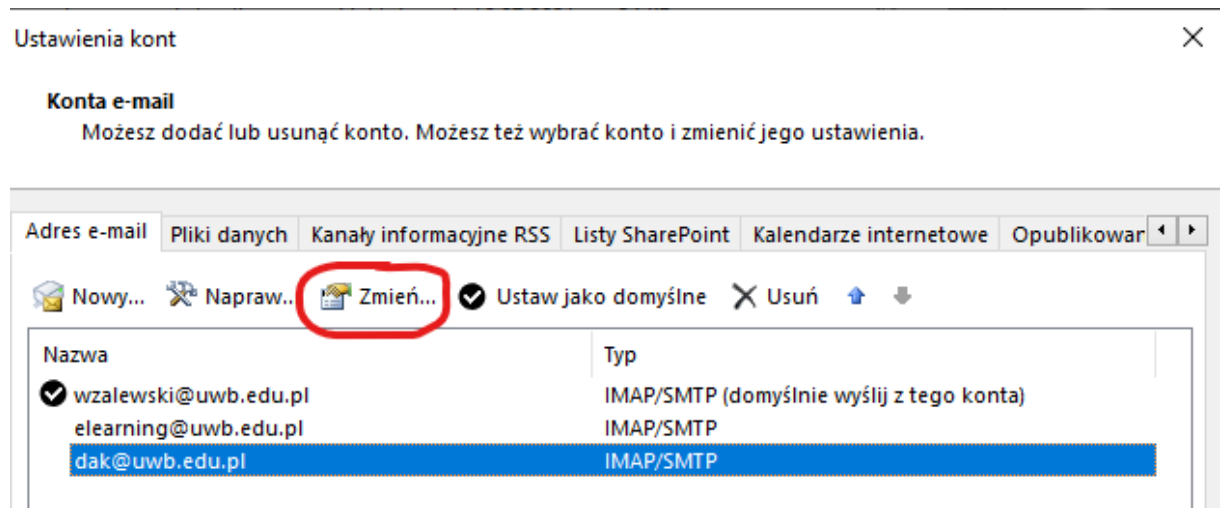 Ustawienia kont
Konta e-mail
Możesz dodać lub usunąć konto. Możesz też wybrać konto i zmienić jego ustawienia.
Adres e-mail Pliki danych Kanały informacyjne RSS Listy SharePoint Kalendarze internetowe Opublikowar
Nowy... Napraw.. Zmień... Ustaw jako domyślne Usuń
Nazwa Typ
wzalewski@uwb.edu.pl IMAP/SMTP (domyślnie wyślij z tego konta)
elearning@uwb.edu.pl IMAP/SMTP
dak@uwb.edu.pl IMAP/SMTP